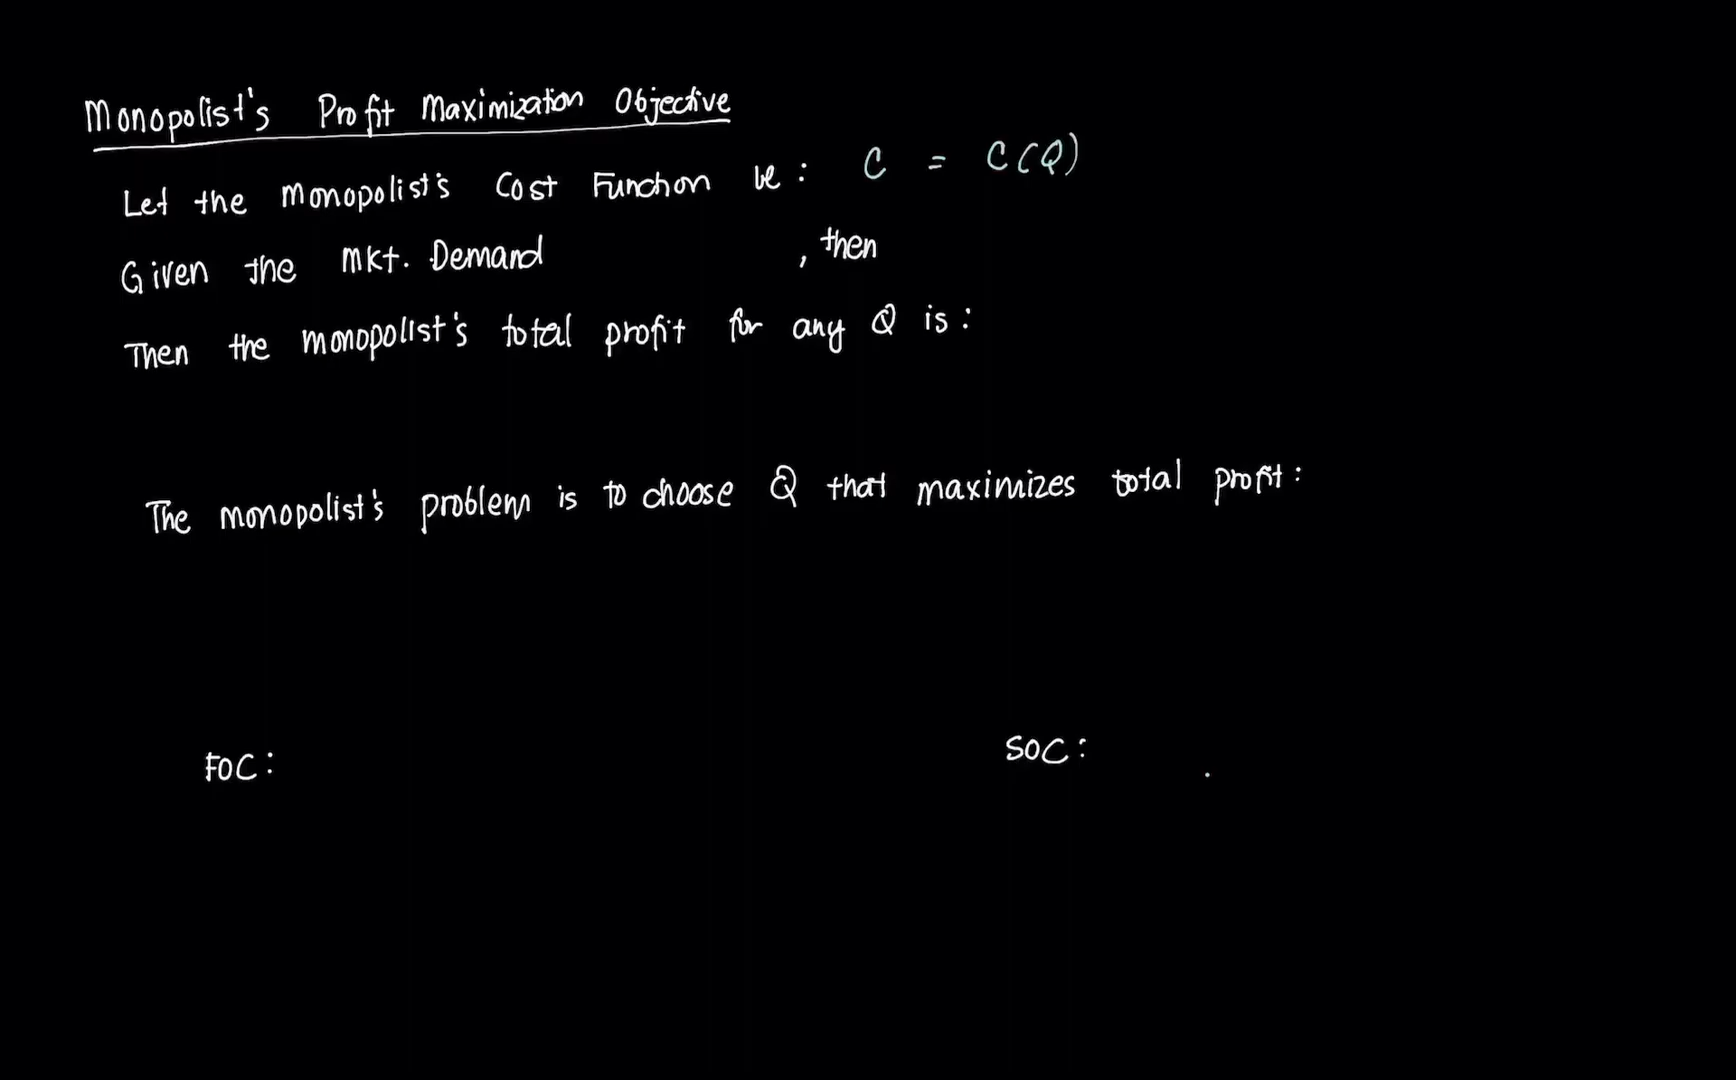 Monopolist's Profit Maximization Objective
Let the Monopolist's Cost Function be : C = C(Q)
Given the Mkt. Demand , then
Then the monopolist's total profit for any Q is :
The monopolist's problem is to choose Q that maximizes total profit :
FOC : SOC :